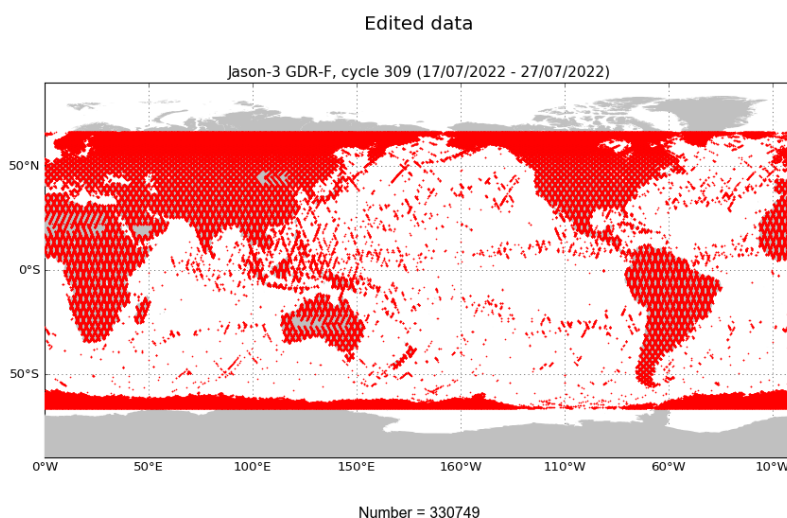 Edited data
Jason-3 GDR-F, cycle 309 (17/07/2022 - 27/07/2022)
50°N
0°S
50°S
0°W 50°E 100°E 150°E 160°W 110°W 60°W 10°W
Number = 330749